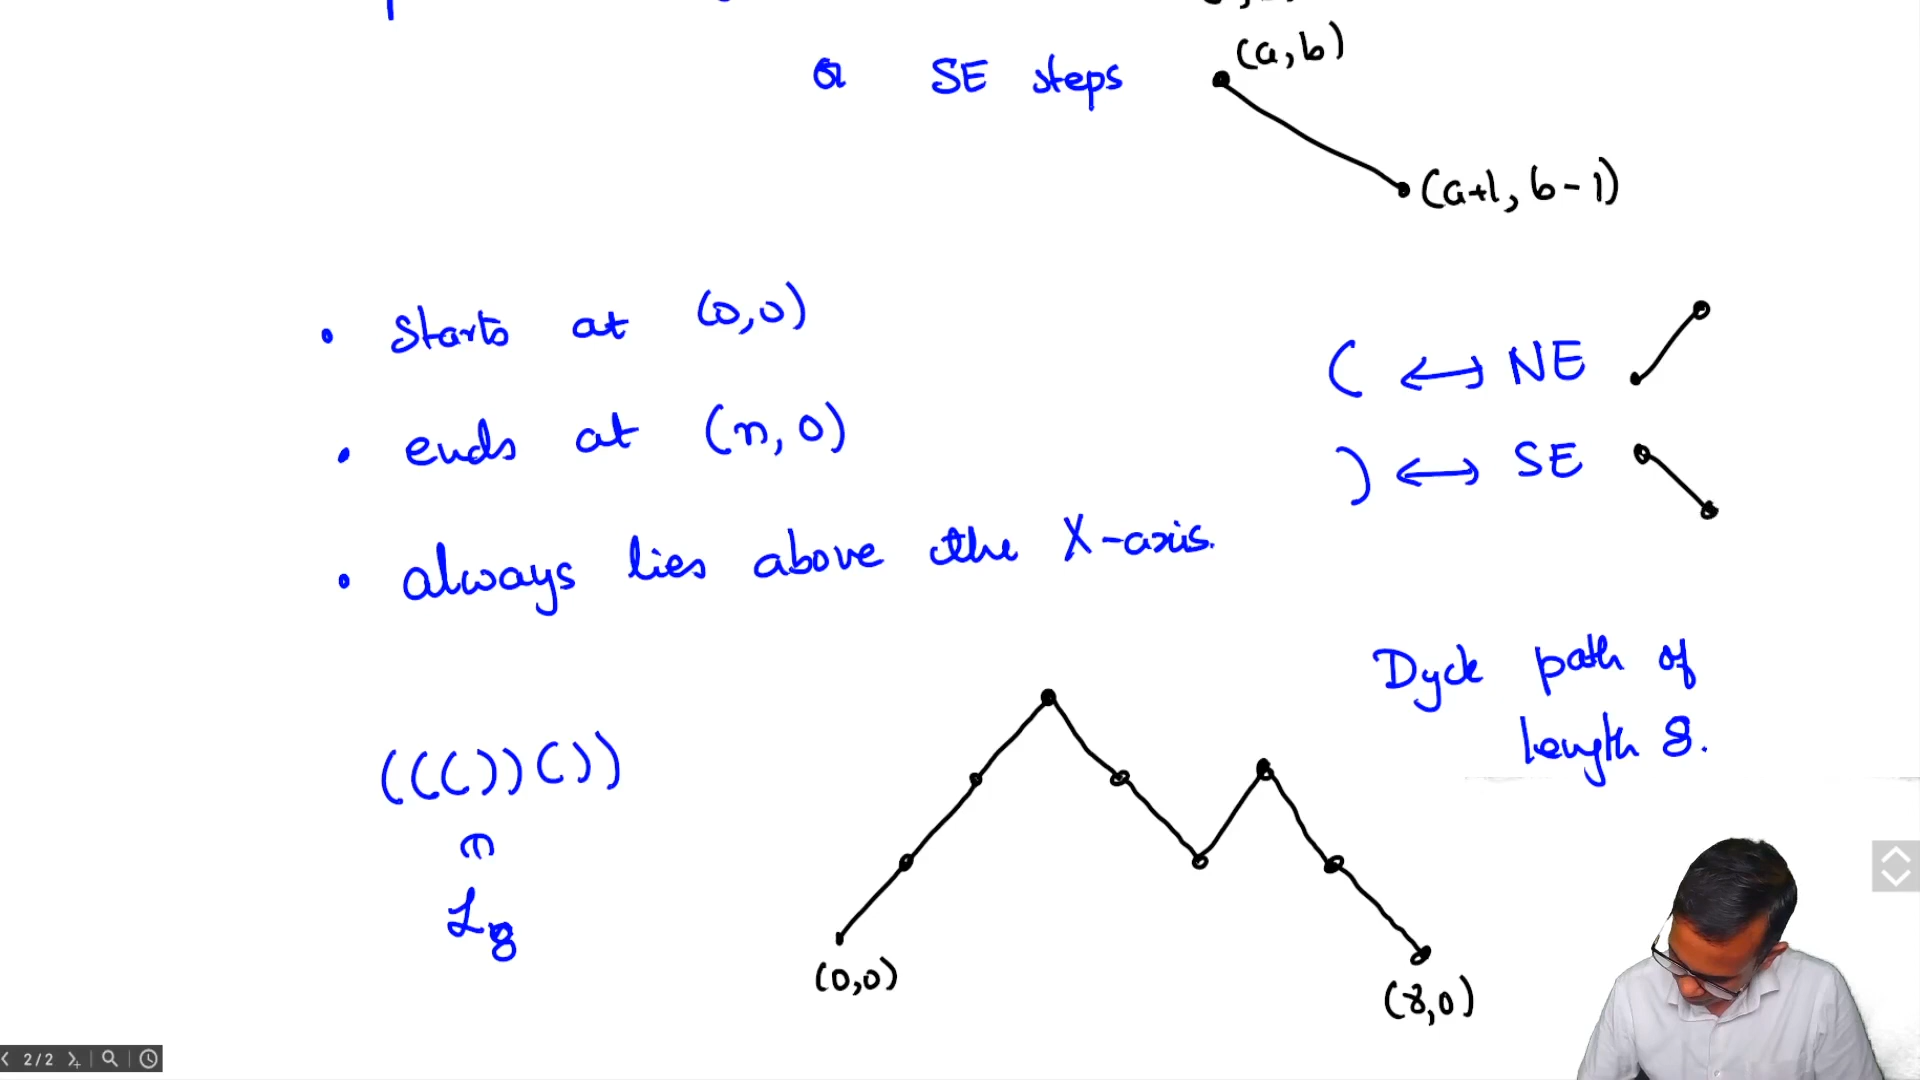 (a,b)
or SE steps
(a+1, b-1)
• starts at (0,0)
( ↔ NE
• ends at (n,0)
) ↔ SE
• always lies above the X-axis.
Dyck path of
length 8.
((())())
(0,0)
(8,0)
2/2